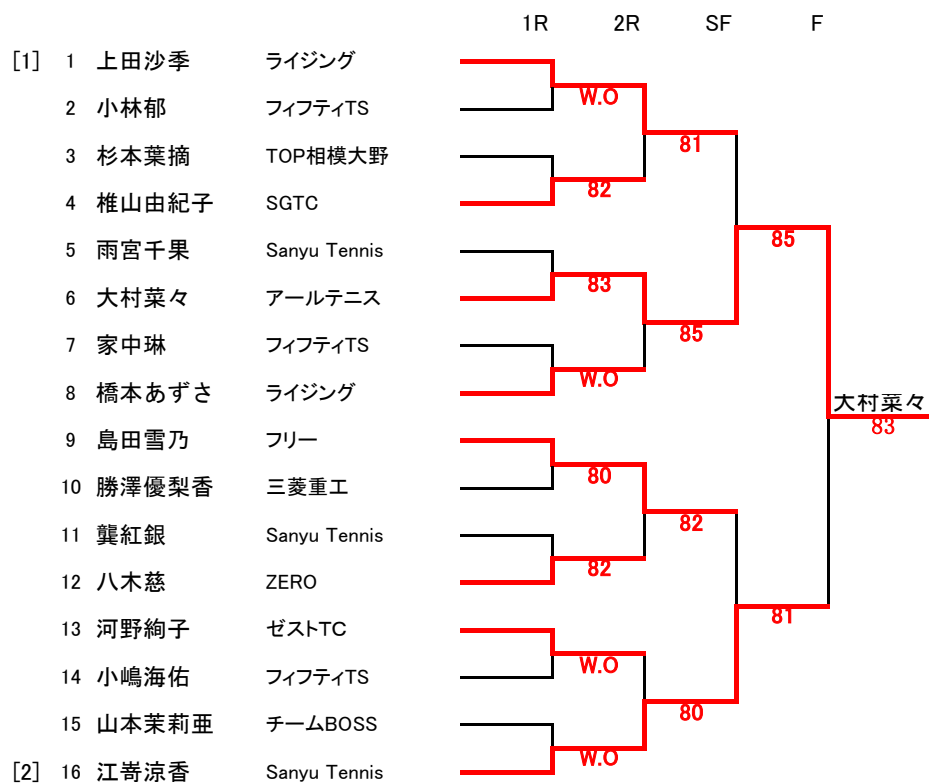 1R 2R SF F
[1] 1 上田沙季 ライジング
2 小林郁 フィフティTS
W.O
3 杉本葉摘 TOP相模大野
81
4 椎山由紀子 SGTC
82
5 雨宮千果 Sanyu Tennis
85
6 大村菜々 アールテニス
83
7 家中琳 フィフティTS
85
8 橋本あずさ ライジング
W.O
大村菜々
83
9 島田雪乃 フリー
10 勝澤優梨香 三菱重工
80
11 龔紅銀 Sanyu Tennis
82
12 八木慈 ZERO
82
13 河野絢子 ゼストTC
81
14 小嶋海佑 フィフティTS
W.O
15 山本茉莉亜 チームBOSS
80
[2] 16 江嵜涼香 Sanyu Tennis
W.O